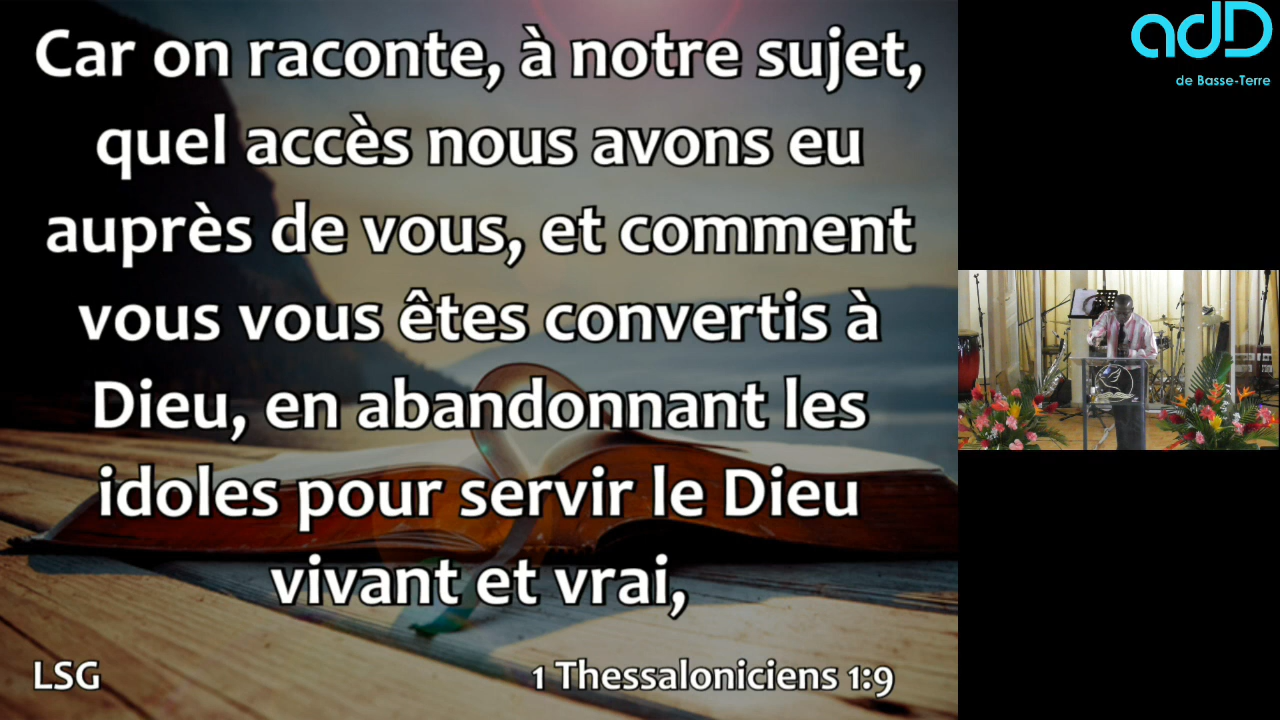 Car on raconte, à notre sujet,
quel accès nous avons eu
auprès de vous, et comment
vous vous êtes convertis à
Dieu, en abandonnant les
idoles pour servir le Dieu
vivant et vrai,
LSG
1 Thessaloniciens 1:9
adD
de Basse-Terre